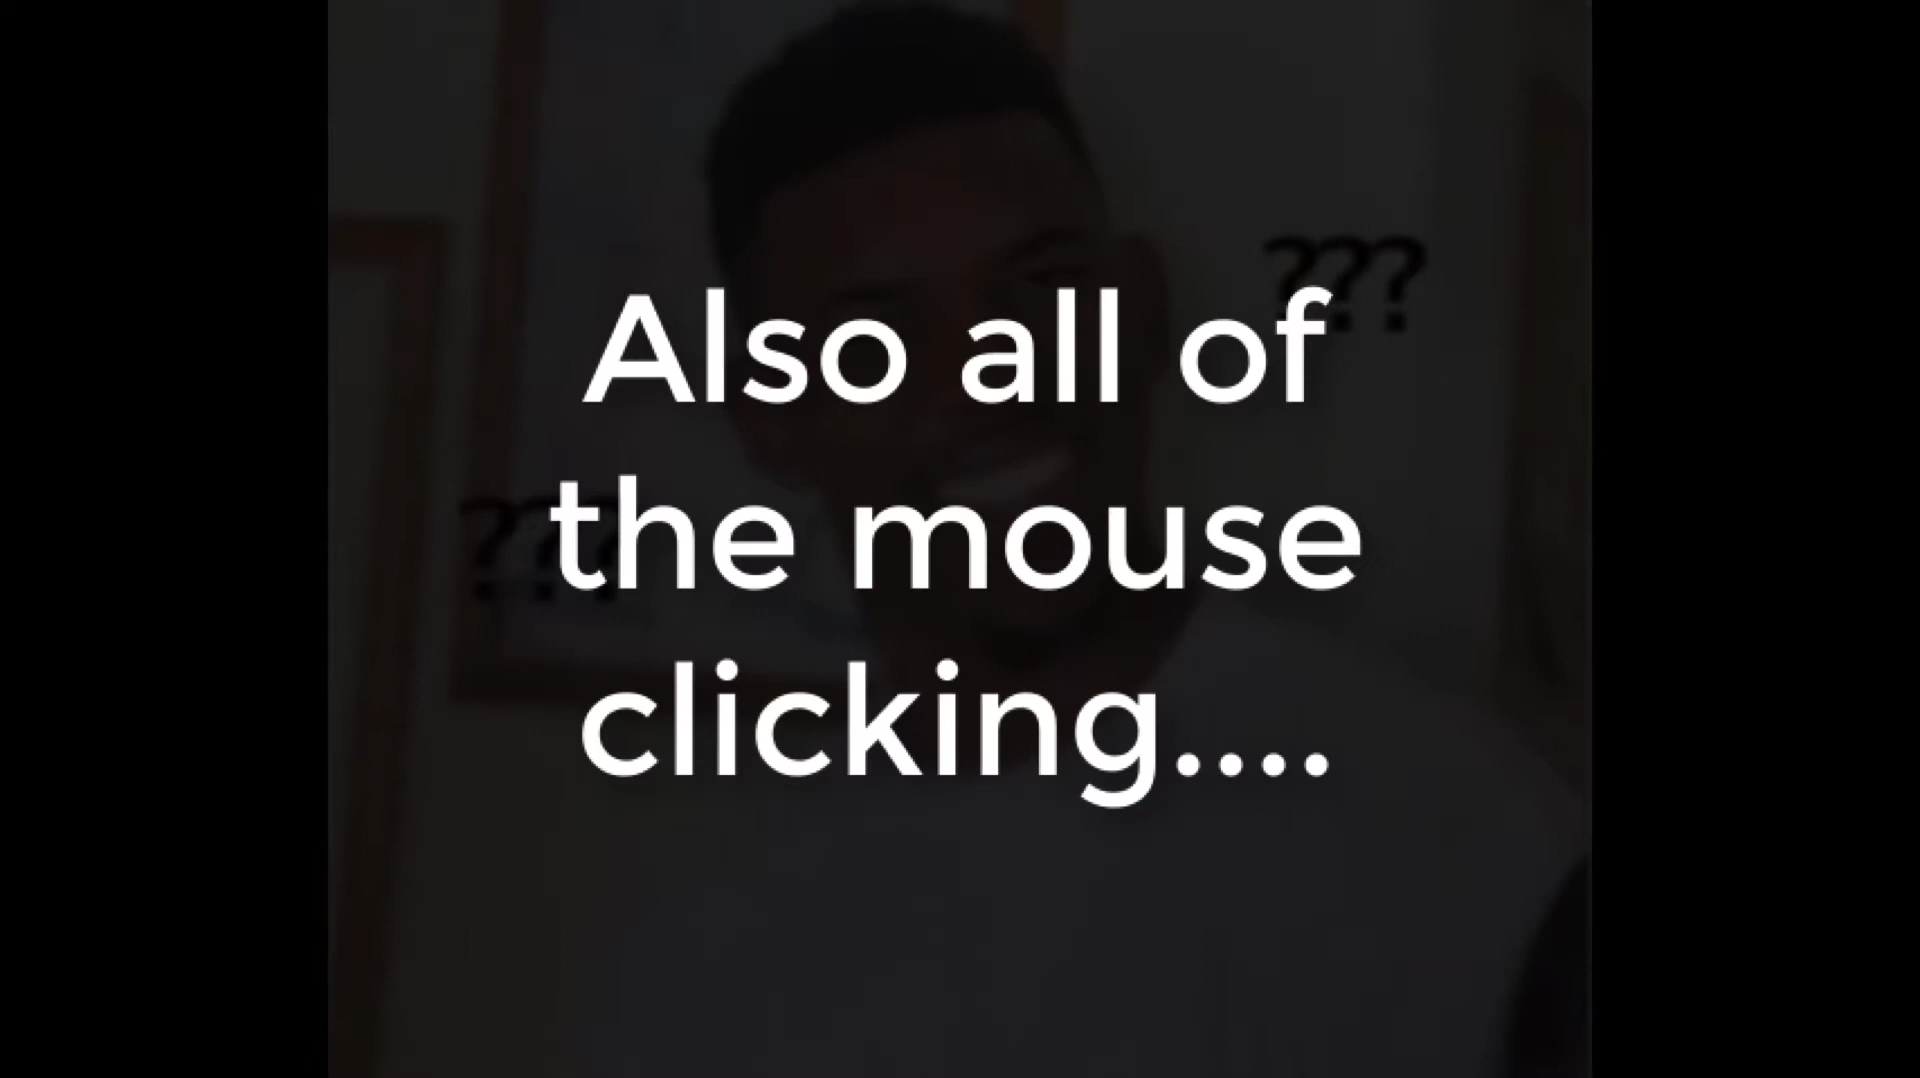 ???
Also all of
???
the mouse
clicking....